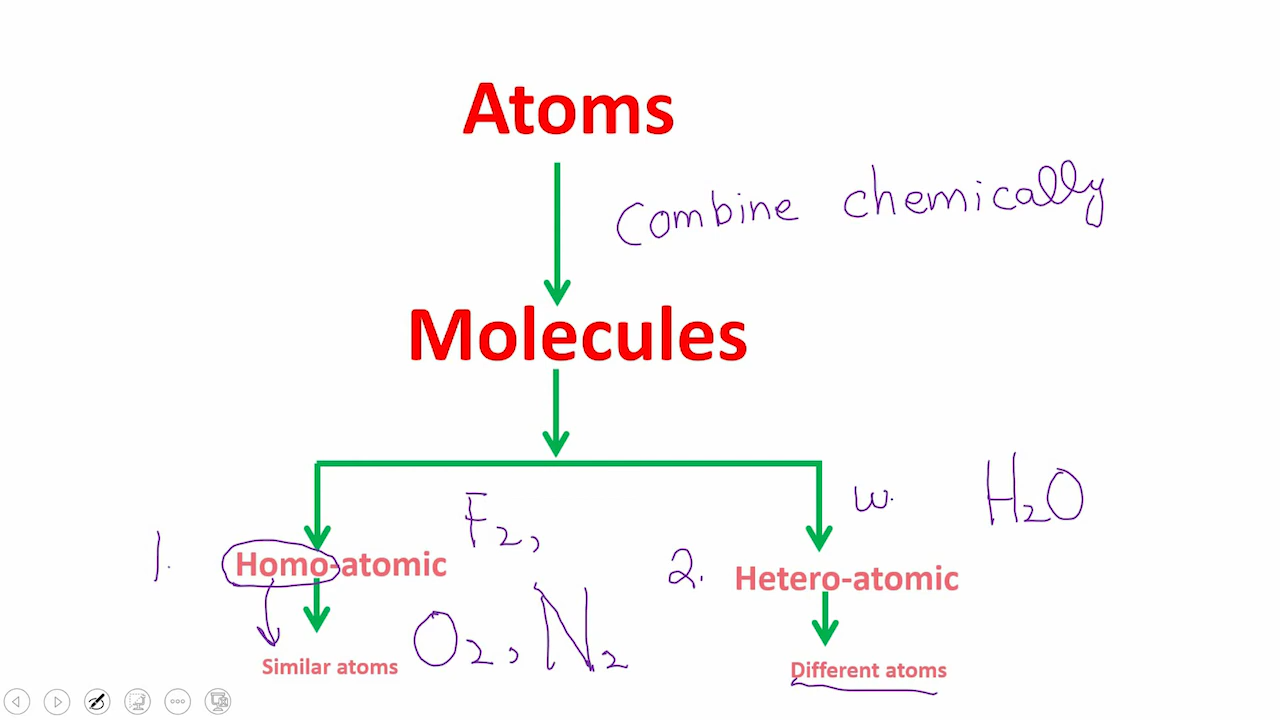 Atoms
Combine chemically
Molecules
F₂,
w. H₂O
1. Homo-atomic
2. Hetero-atomic
O₂, N₂
Similar atoms
Different atoms